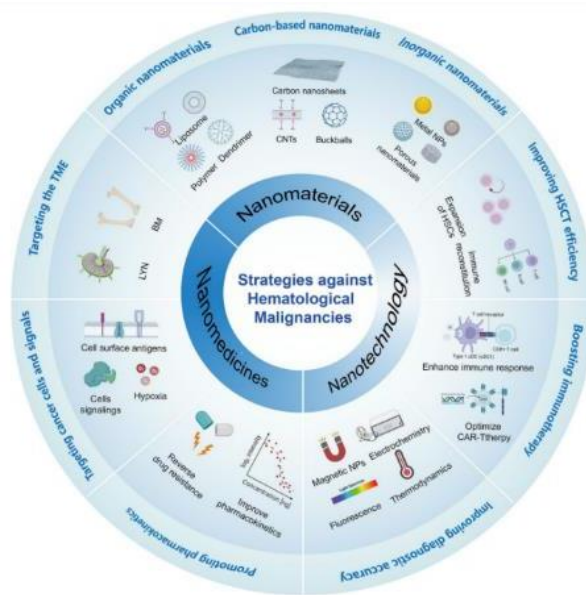 Carbon-based nanomaterials
Organic nanomaterials
Inorganic nanomaterials
Carbon nanosheets
Liposome
Polymer
Dendrimer
CNTs
Buckballs
Metal NPs
Porous
nanomaterials
Targeting the TME
BM
LYN
Improving HSCT efficiency
Expansion
of HSCs
immune
reconstitution
Nanomaterials
Nanomedicines
Nanotechnology
Strategies against
Hematological
Malignancies
Targeting cancer cells and signals
Cell surface antigens
Cells
signalings
Hypoxia
Boosting immunotherapy
Enhance immune response
Optimize
CAR-Ttherpy
Promoting pharmacokinetics
Reverse
drug resistance
Improve
pharmacokinetics
Concentration [ng]
Improving diagnostic accuracy
Magnetic NPs
Electrochemistry
Fluorescence
Thermodynamics